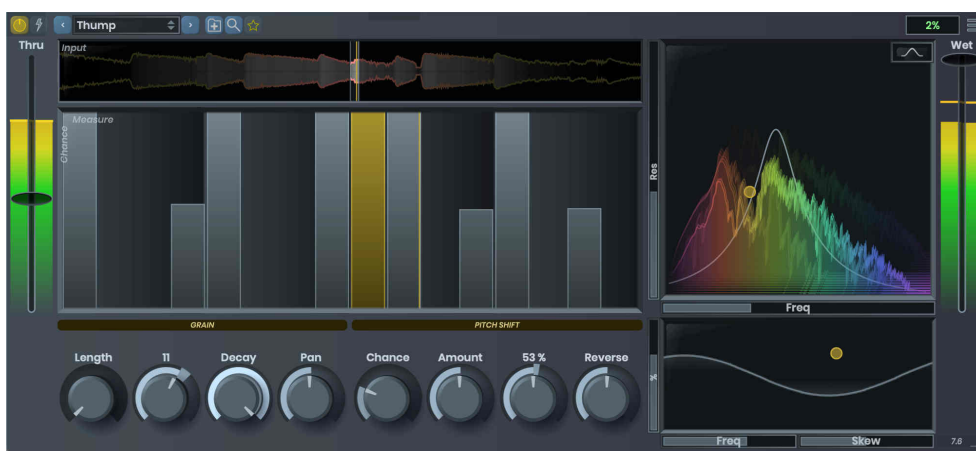 Thump
2%
Thru
Input
Wet
Measure
Chance
Res
Freq
GRAIN
PITCH SHIFT
Length
11
Decay
Pan
Chance
Amount
53 %
Reverse
%
Freq
Skew
7.6